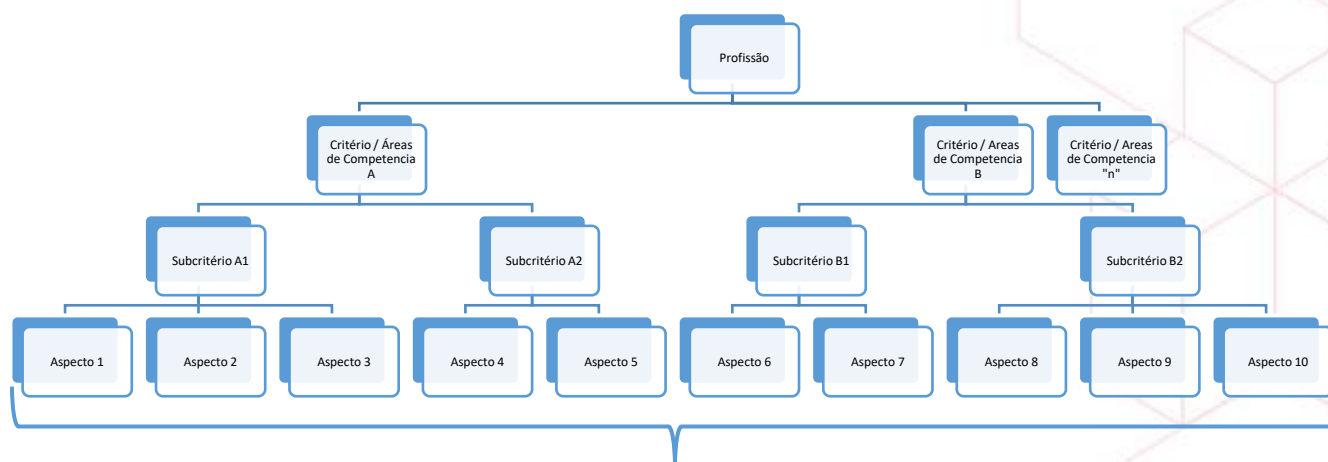 Profissão
Critério / Áreas
de Competencia
A
Critério / Areas
de Competencia
B
Critério / Areas
de Competencia
"n"
Subcritério A1
Subcritério A2
Subcritério B1
Subcritério B2
Aspecto 1
Aspecto 2
Aspecto 3
Aspecto 4
Aspecto 5
Aspecto 6
Aspecto 7
Aspecto 8
Aspecto 9
Aspecto 10